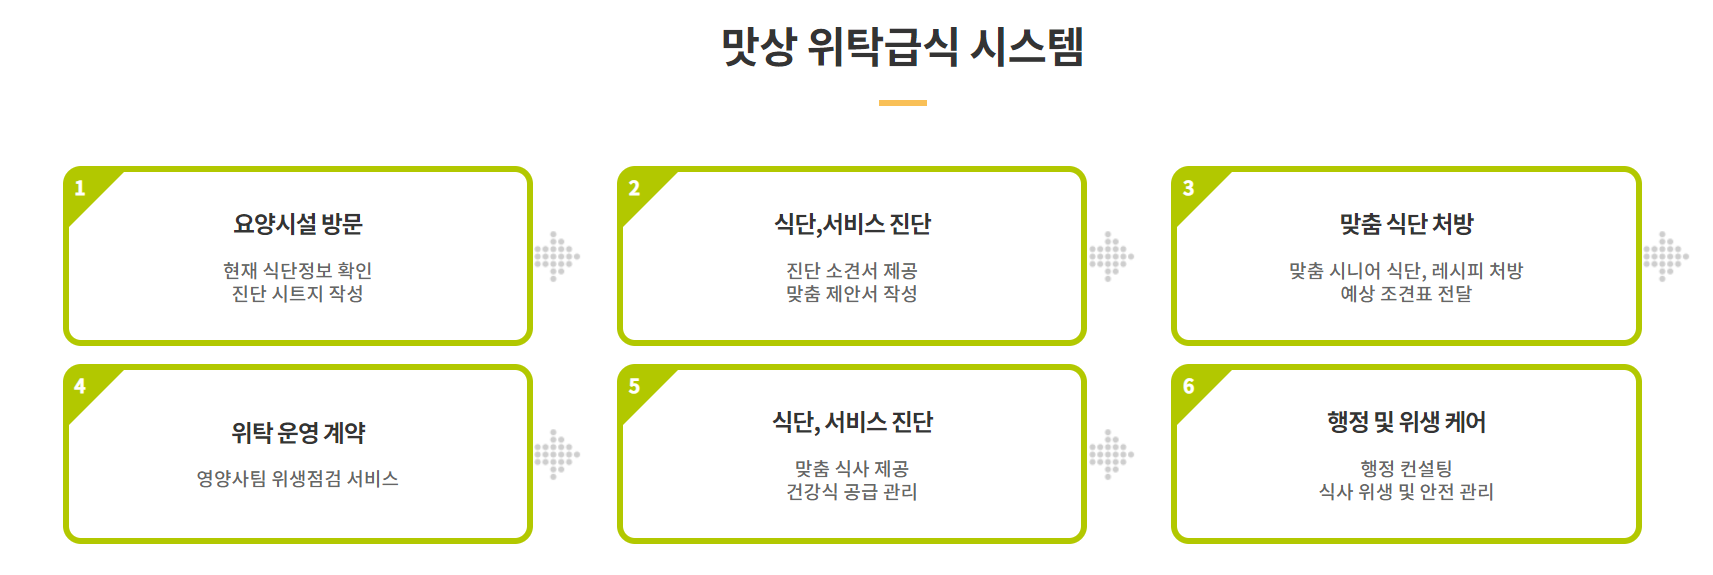 맛상 위탁급식 시스템
1
요양시설 방문
현재 식단정보 확인
진단 시트지 작성
2
식단,서비스 진단
진단 소견서 제공
맞춤 제안서 작성
3
맞춤 식단 처방
맞춤 시니어 식단, 레시피 처방
예상 조견표 전달
4
위탁 운영 계약
영양사팀 위생점검 서비스
5
식단, 서비스 진단
맞춤 식사 제공
건강식 공급 관리
6
행정 및 위생 케어
행정 컨설팅
식사 위생 및 안전 관리